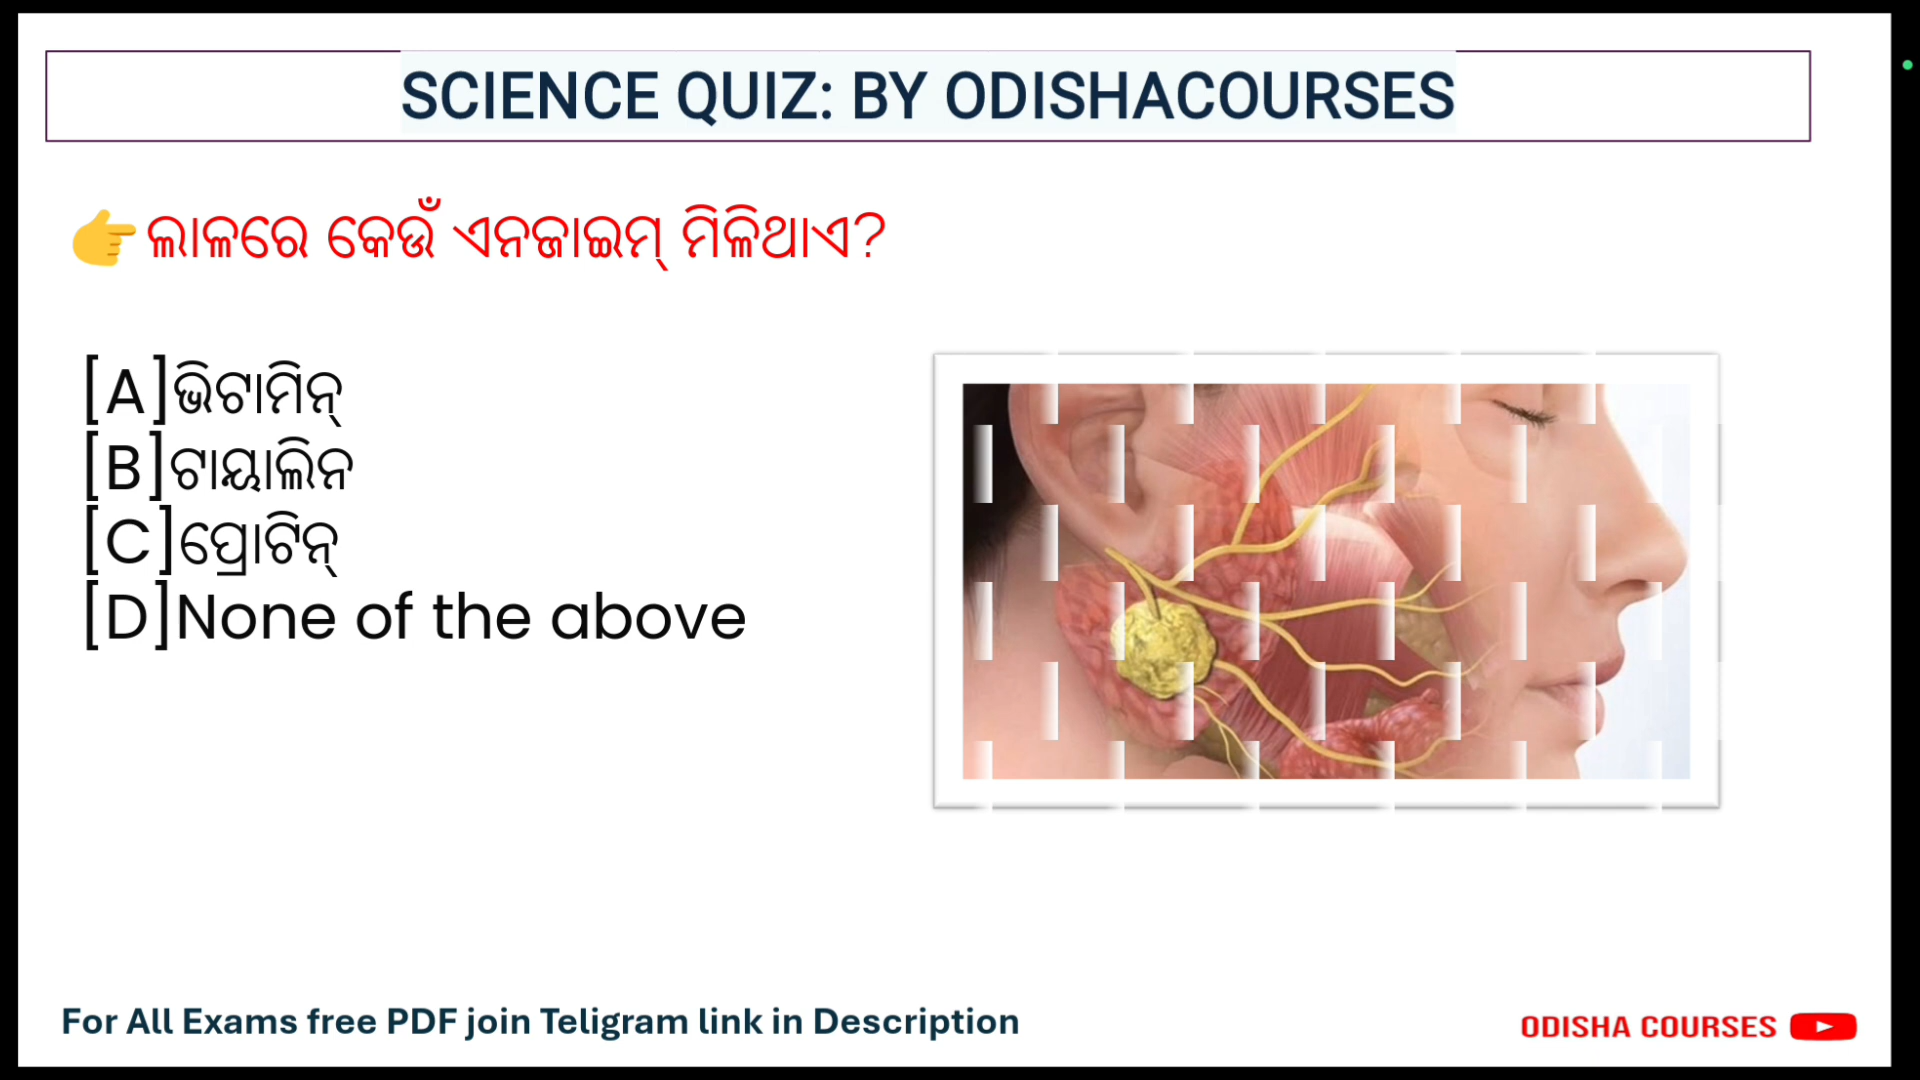 SCIENCE QUIZ: BY ODISHACOURSES
👉ଲାଳରେ କେଉଁ ଏନଜାଇମ୍ ମିଳିଥାଏ?
[A]ଭିଟାମିନ୍
[B]ଟାୟାଲିନ
[C]ପ୍ରୋଟିନ୍
[D]None of the above
For All Exams free PDF join Teligram link in Description
ODISHA COURSES